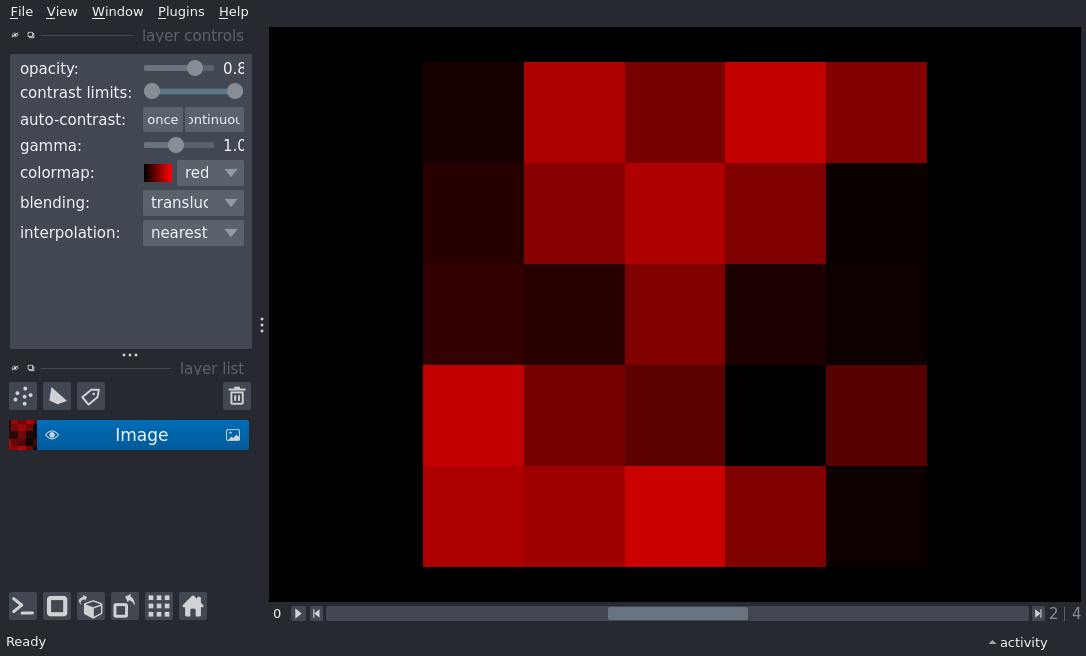 File View Window Plugins Help
layer controls
opacity: 0.8
contrast limits:
auto-contrast: once ontinuou
gamma: 1.0
colormap: red
blending: transluc
interpolation: nearest
layer list
Image
0 2 | 4
Ready activity